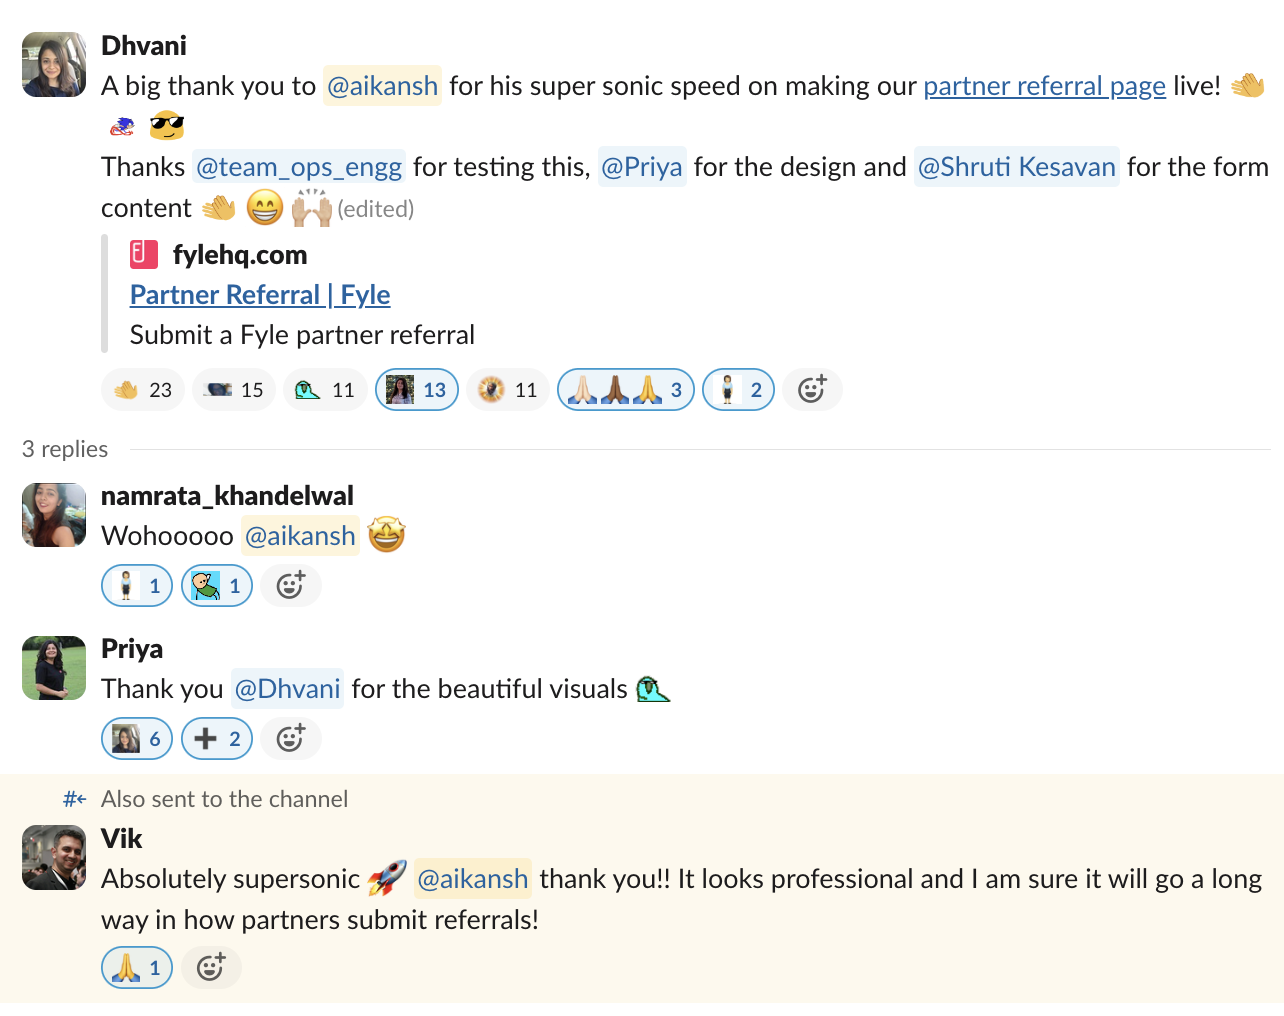 Dhvani
A big thank you to @aikansh for his super sonic speed on making our partner referral page live! 👏
😎
Thanks @team_ops_engg for testing this, @Priya for the design and @Shruti Kesavan for the form
content 👏 😁 🙌🏼 (edited)
fylehq.com
Partner Referral | Fyle
Submit a Fyle partner referral
23 15 11 13 11 3 2
3 replies
namrata_khandelwal
Wohooooo @aikansh 🤩
1 1
Priya
Thank you @Dhvani for the beautiful visuals
6 2
Also sent to the channel
Vik
Absolutely supersonic 🚀 @aikansh thank you!! It looks professional and I am sure it will go a long
way in how partners submit referrals!
1